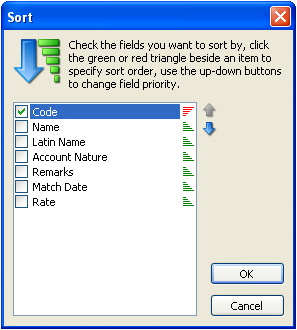 Sort
Check the fields you want to sort by, click
the green or red triangle beside an item to
specify sort order, use the up-down buttons
to change field priority.
Code
Name
Latin Name
Account Nature
Remarks
Match Date
Rate
OK
Cancel